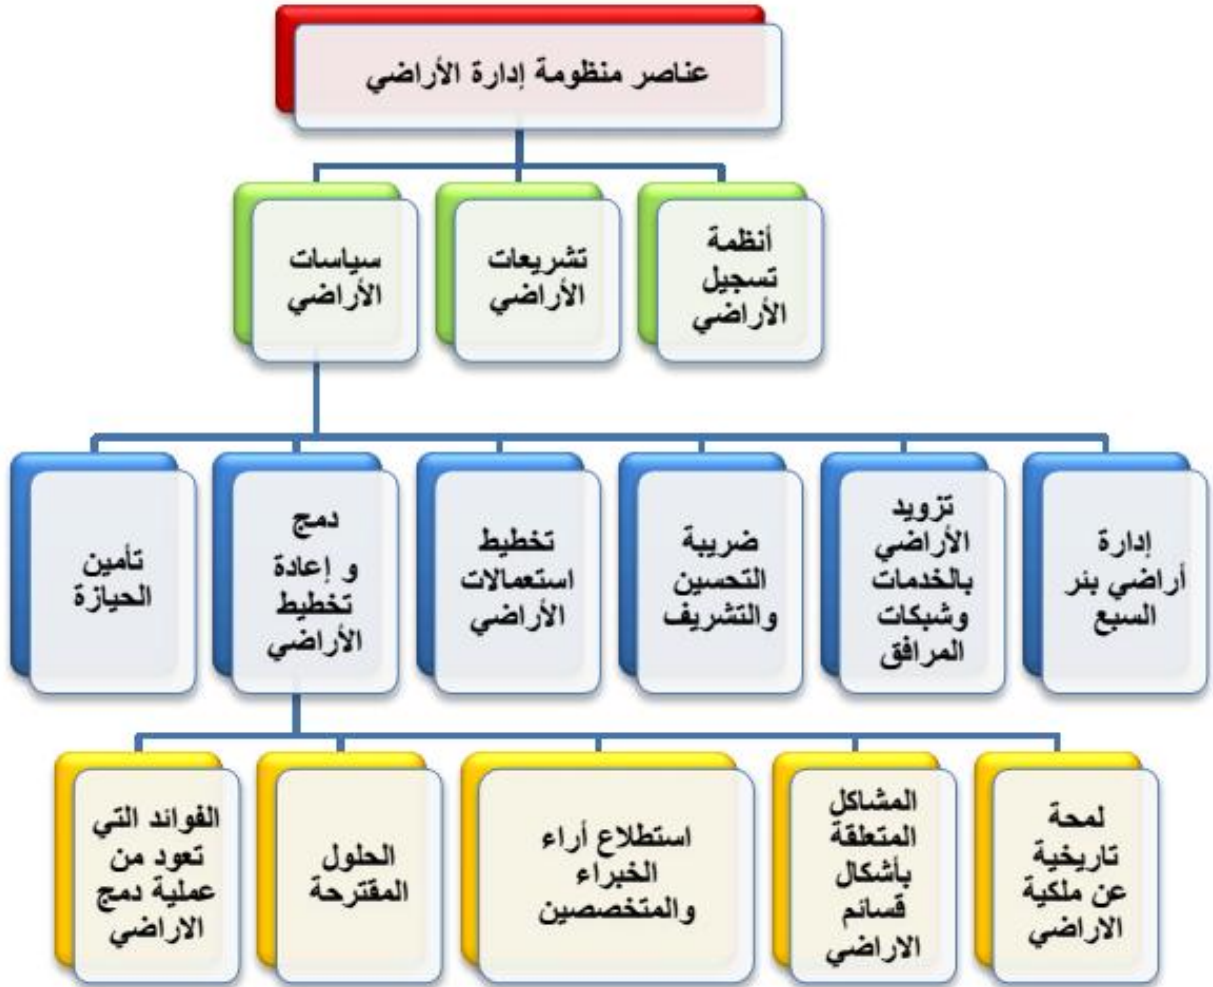 عناصر منظومة إدارة الأراضي
أنظمة
تسجيل
الأراضي
تشريعات
الأراضي
سياسات
الأراضي
إدارة
أراضي بئر
السبع
تزويد
الأراضي
بالخدمات
وشبكات
المرافق
ضريبة
التحسين
والتشريف
تخطيط
استعمالات
الأراضي
دمج
و إعادة
تخطيط
الأراضي
تأمين
الحيازة
لمحة
تاريخية
عن ملكية
الاراضي
المشاكل
المتعلقة
بأشكال
قسائم
الاراضي
استطلاع أراء
الخبراء
والمتخصصين
الحلول
المقترحة
الفوائد التي
تعود من
عملية دمج
الاراضي